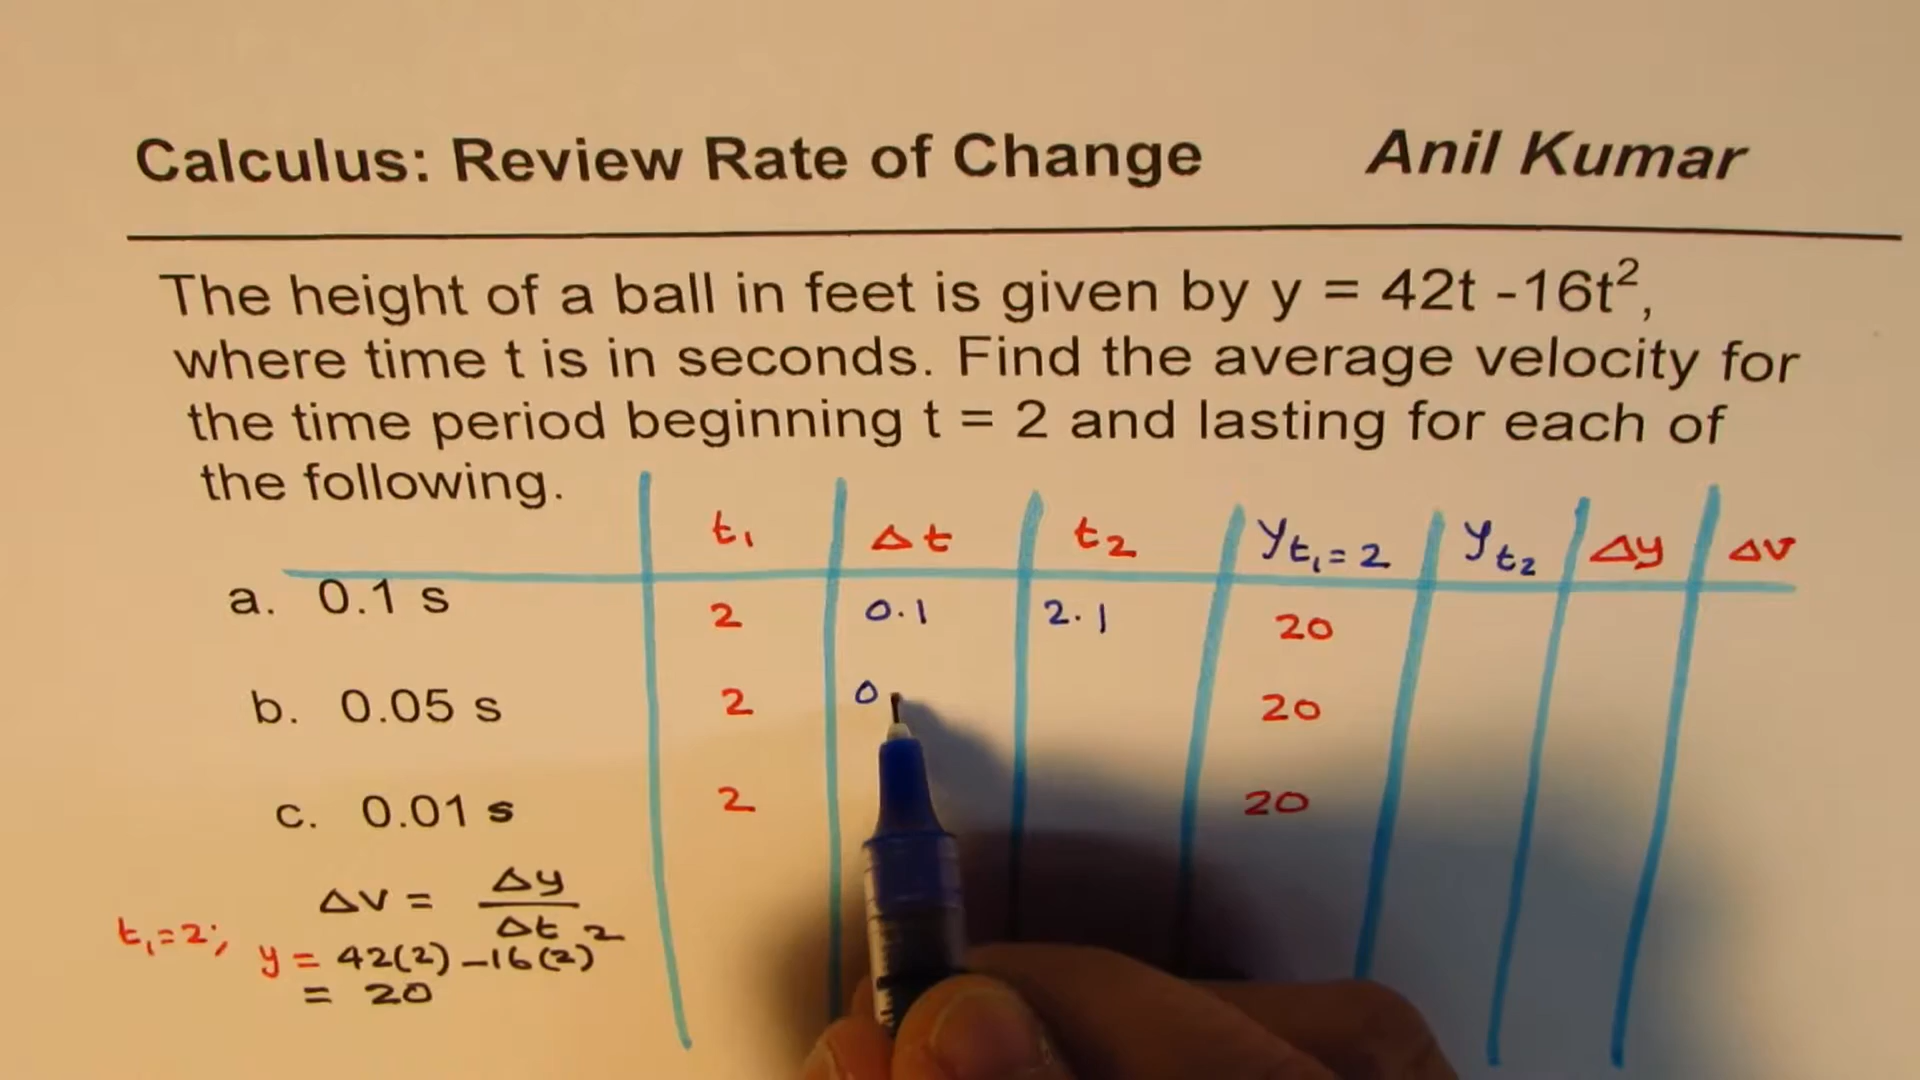 Calculus: Review Rate of Change Anil Kumar
The height of a ball in feet is given by y = 42t -16t²,
where time t is in seconds. Find the average velocity for
the time period beginning t = 2 and lasting for each of
the following.
t₁ Δt t₂ yt₁=2 yt₂ Δy Δv
a. 0.1 s 2 0.1 2.1 20
b. 0.05 s 2 0. 20
c. 0.01 s 2 20
Δv = Δy/Δt
t₁=2; y = 42(2) – 16(2)²
= 20